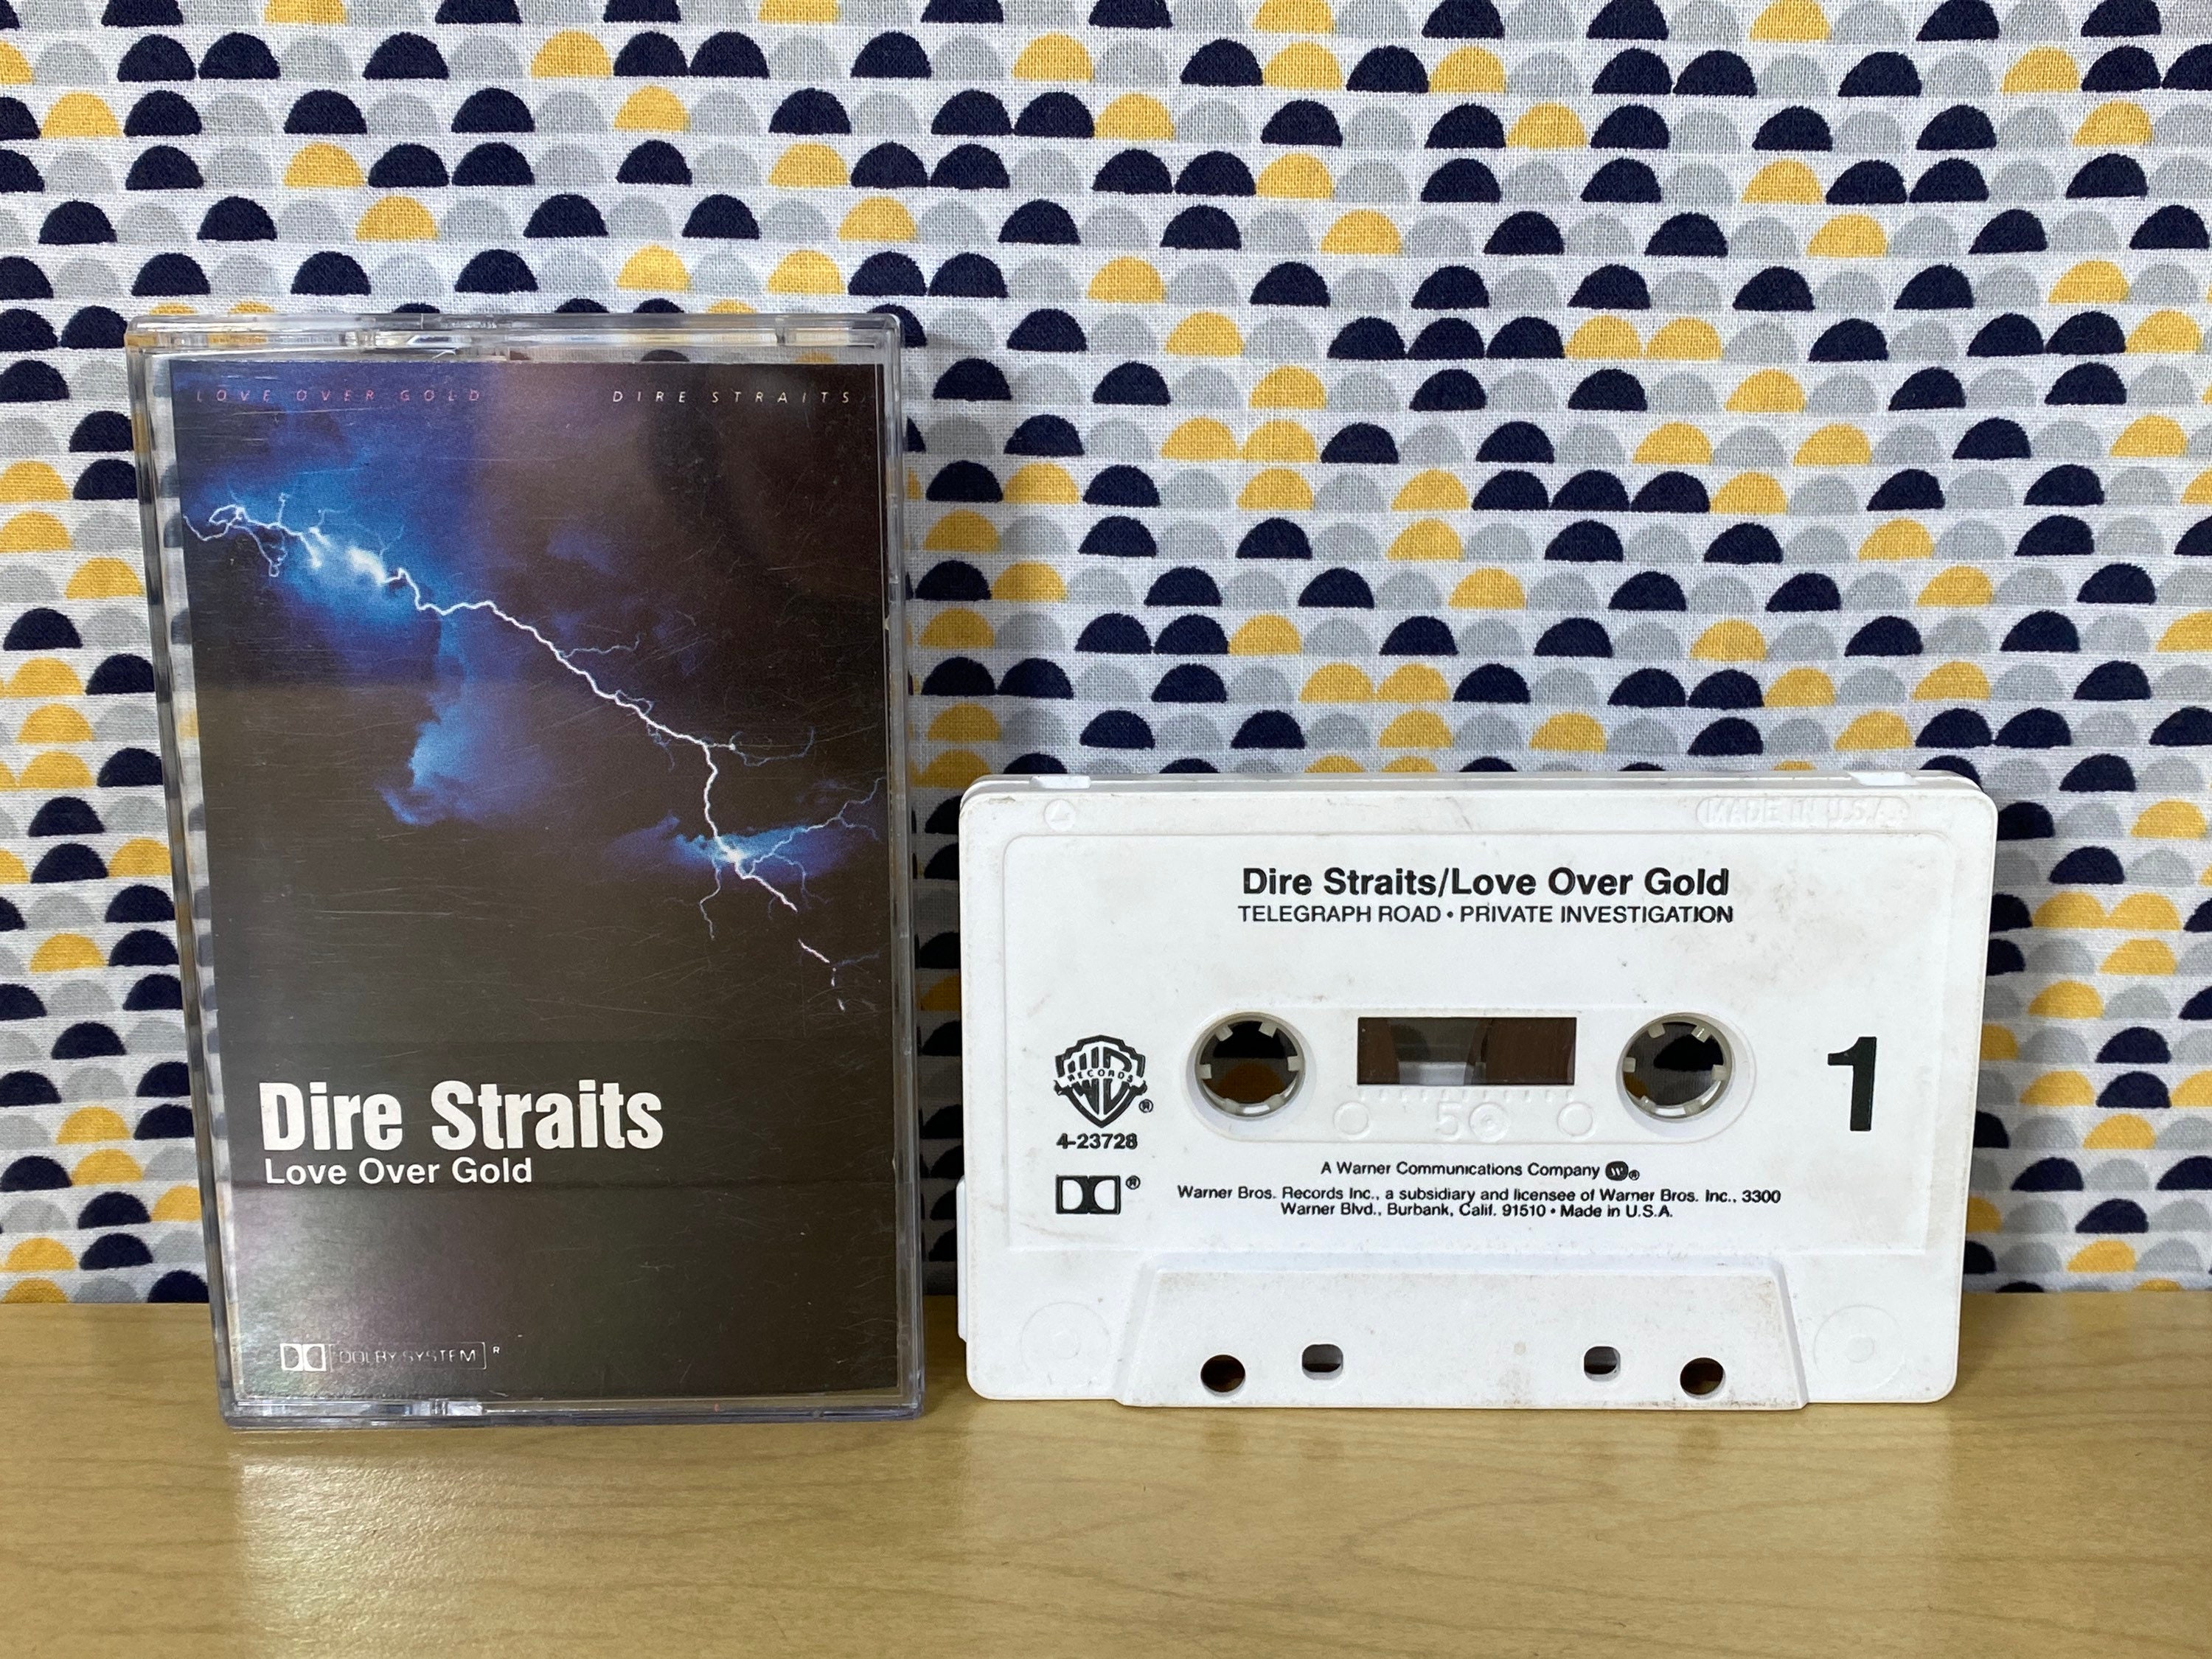 LOVE OVER GOLD DIRE STRAITS
Dire Straits
Love Over Gold
DOLBY SYSTEM ®
MADE IN U.S.A.
Dire Straits/Love Over Gold
TELEGRAPH ROAD • PRIVATE INVESTIGATION
WB RECORDS ®
4-23728
®
50
1
A Warner Communications Company W ®
Warner Bros. Records Inc., a subsidiary and licensee of Warner Bros. Inc., 3300
Warner Blvd., Burbank, Calif. 91510 • Made in U.S.A.